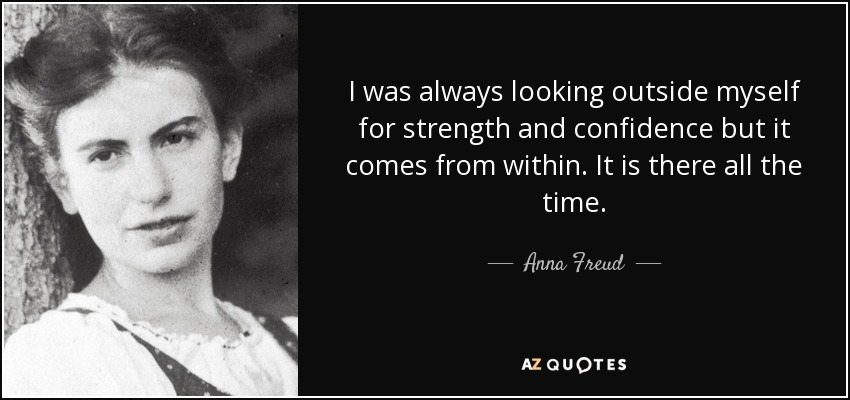 I was always looking outside myself
for strength and confidence but it
comes from within. It is there all the
time.
Anna Freud
AZ QUOTES